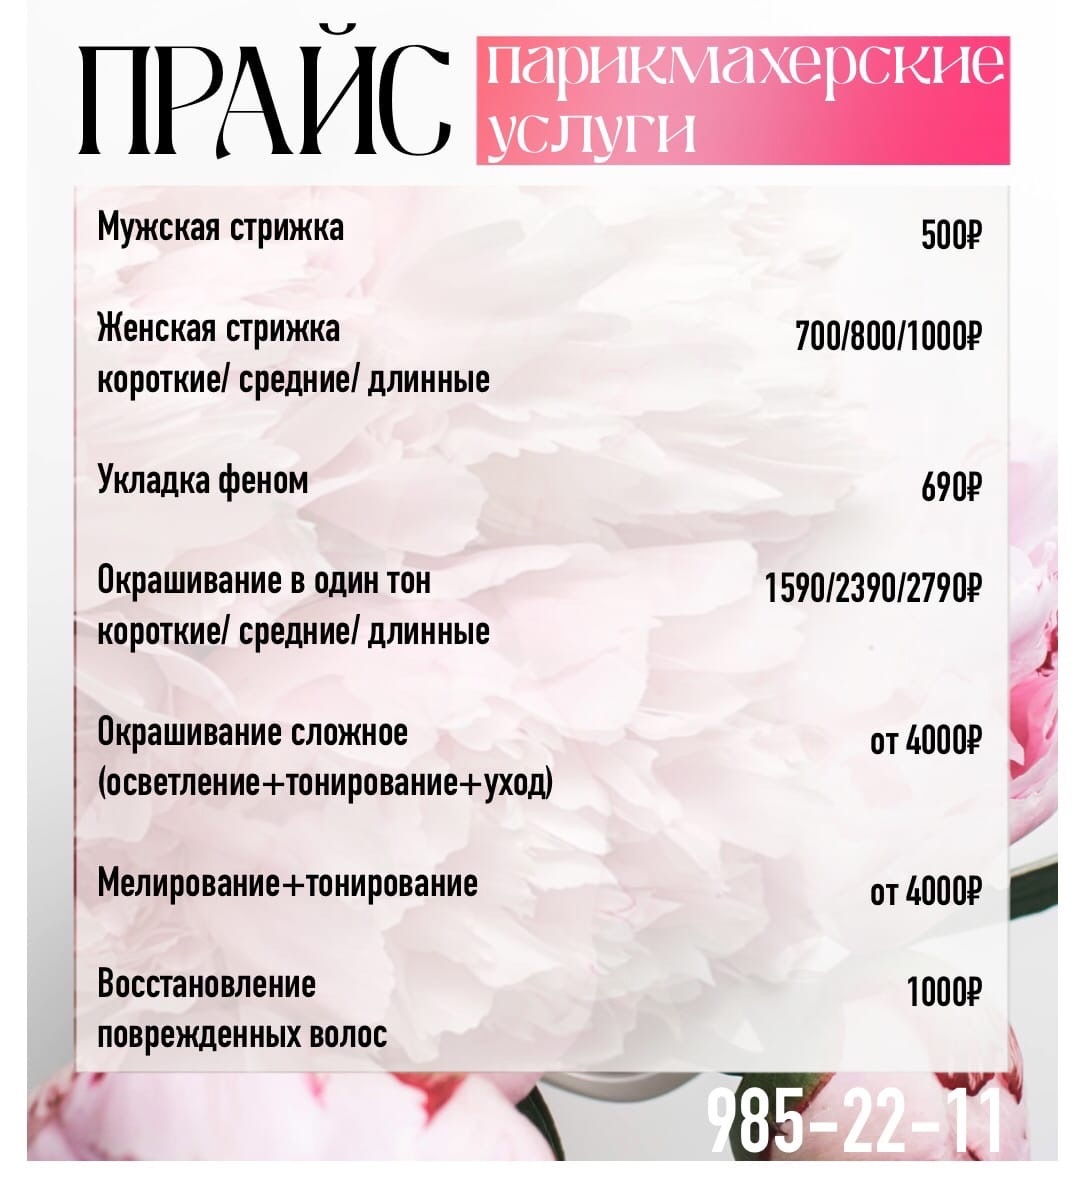 ПРАЙС
парикмахерские
услуги
Мужская стрижка
500₽
Женская стрижка
700/800/1000₽
короткие/ средние/ длинные
Укладка феном
690₽
Окрашивание в один тон
1590/2390/2790₽
короткие/ средние/ длинные
Окрашивание сложное
от 4000₽
(осветление+тонирование+уход)
Мелирование+тонирование
от 4000₽
Восстановление
1000₽
поврежденных волос
985-22-11